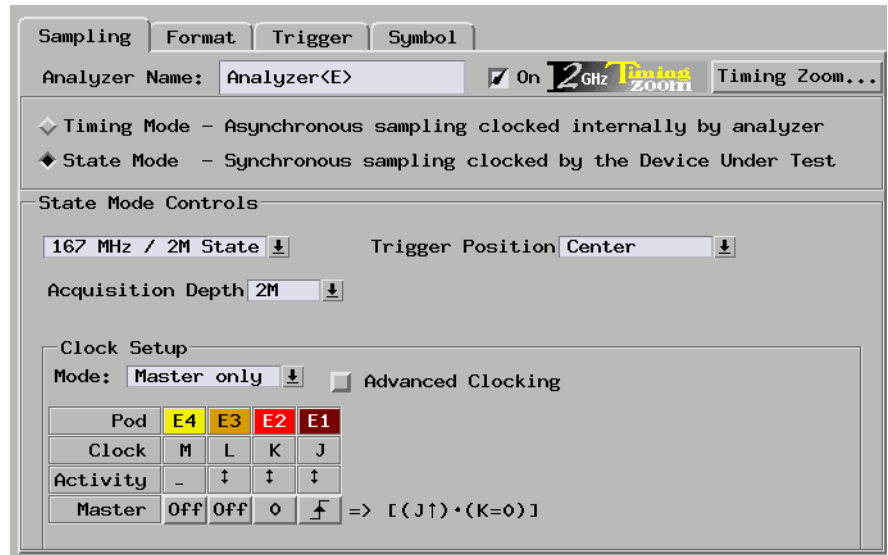 Sampling Format Trigger Symbol
Analyzer Name: Analyzer<E> On 2GHz Timing Zoom Timing Zoom...
Timing Mode - Asynchronous sampling clocked internally by analyzer
State Mode - Synchronous sampling clocked by the Device Under Test
State Mode Controls
167 MHz / 2M State Trigger Position Center
Acquisition Depth 2M
Clock Setup
Mode: Master only Advanced Clocking
Pod E4 E3 E2 E1
Clock M L K J
Activity _ ↕ ↕ ↕
Master Off Off 0 => [(J↑)·(K=0)]